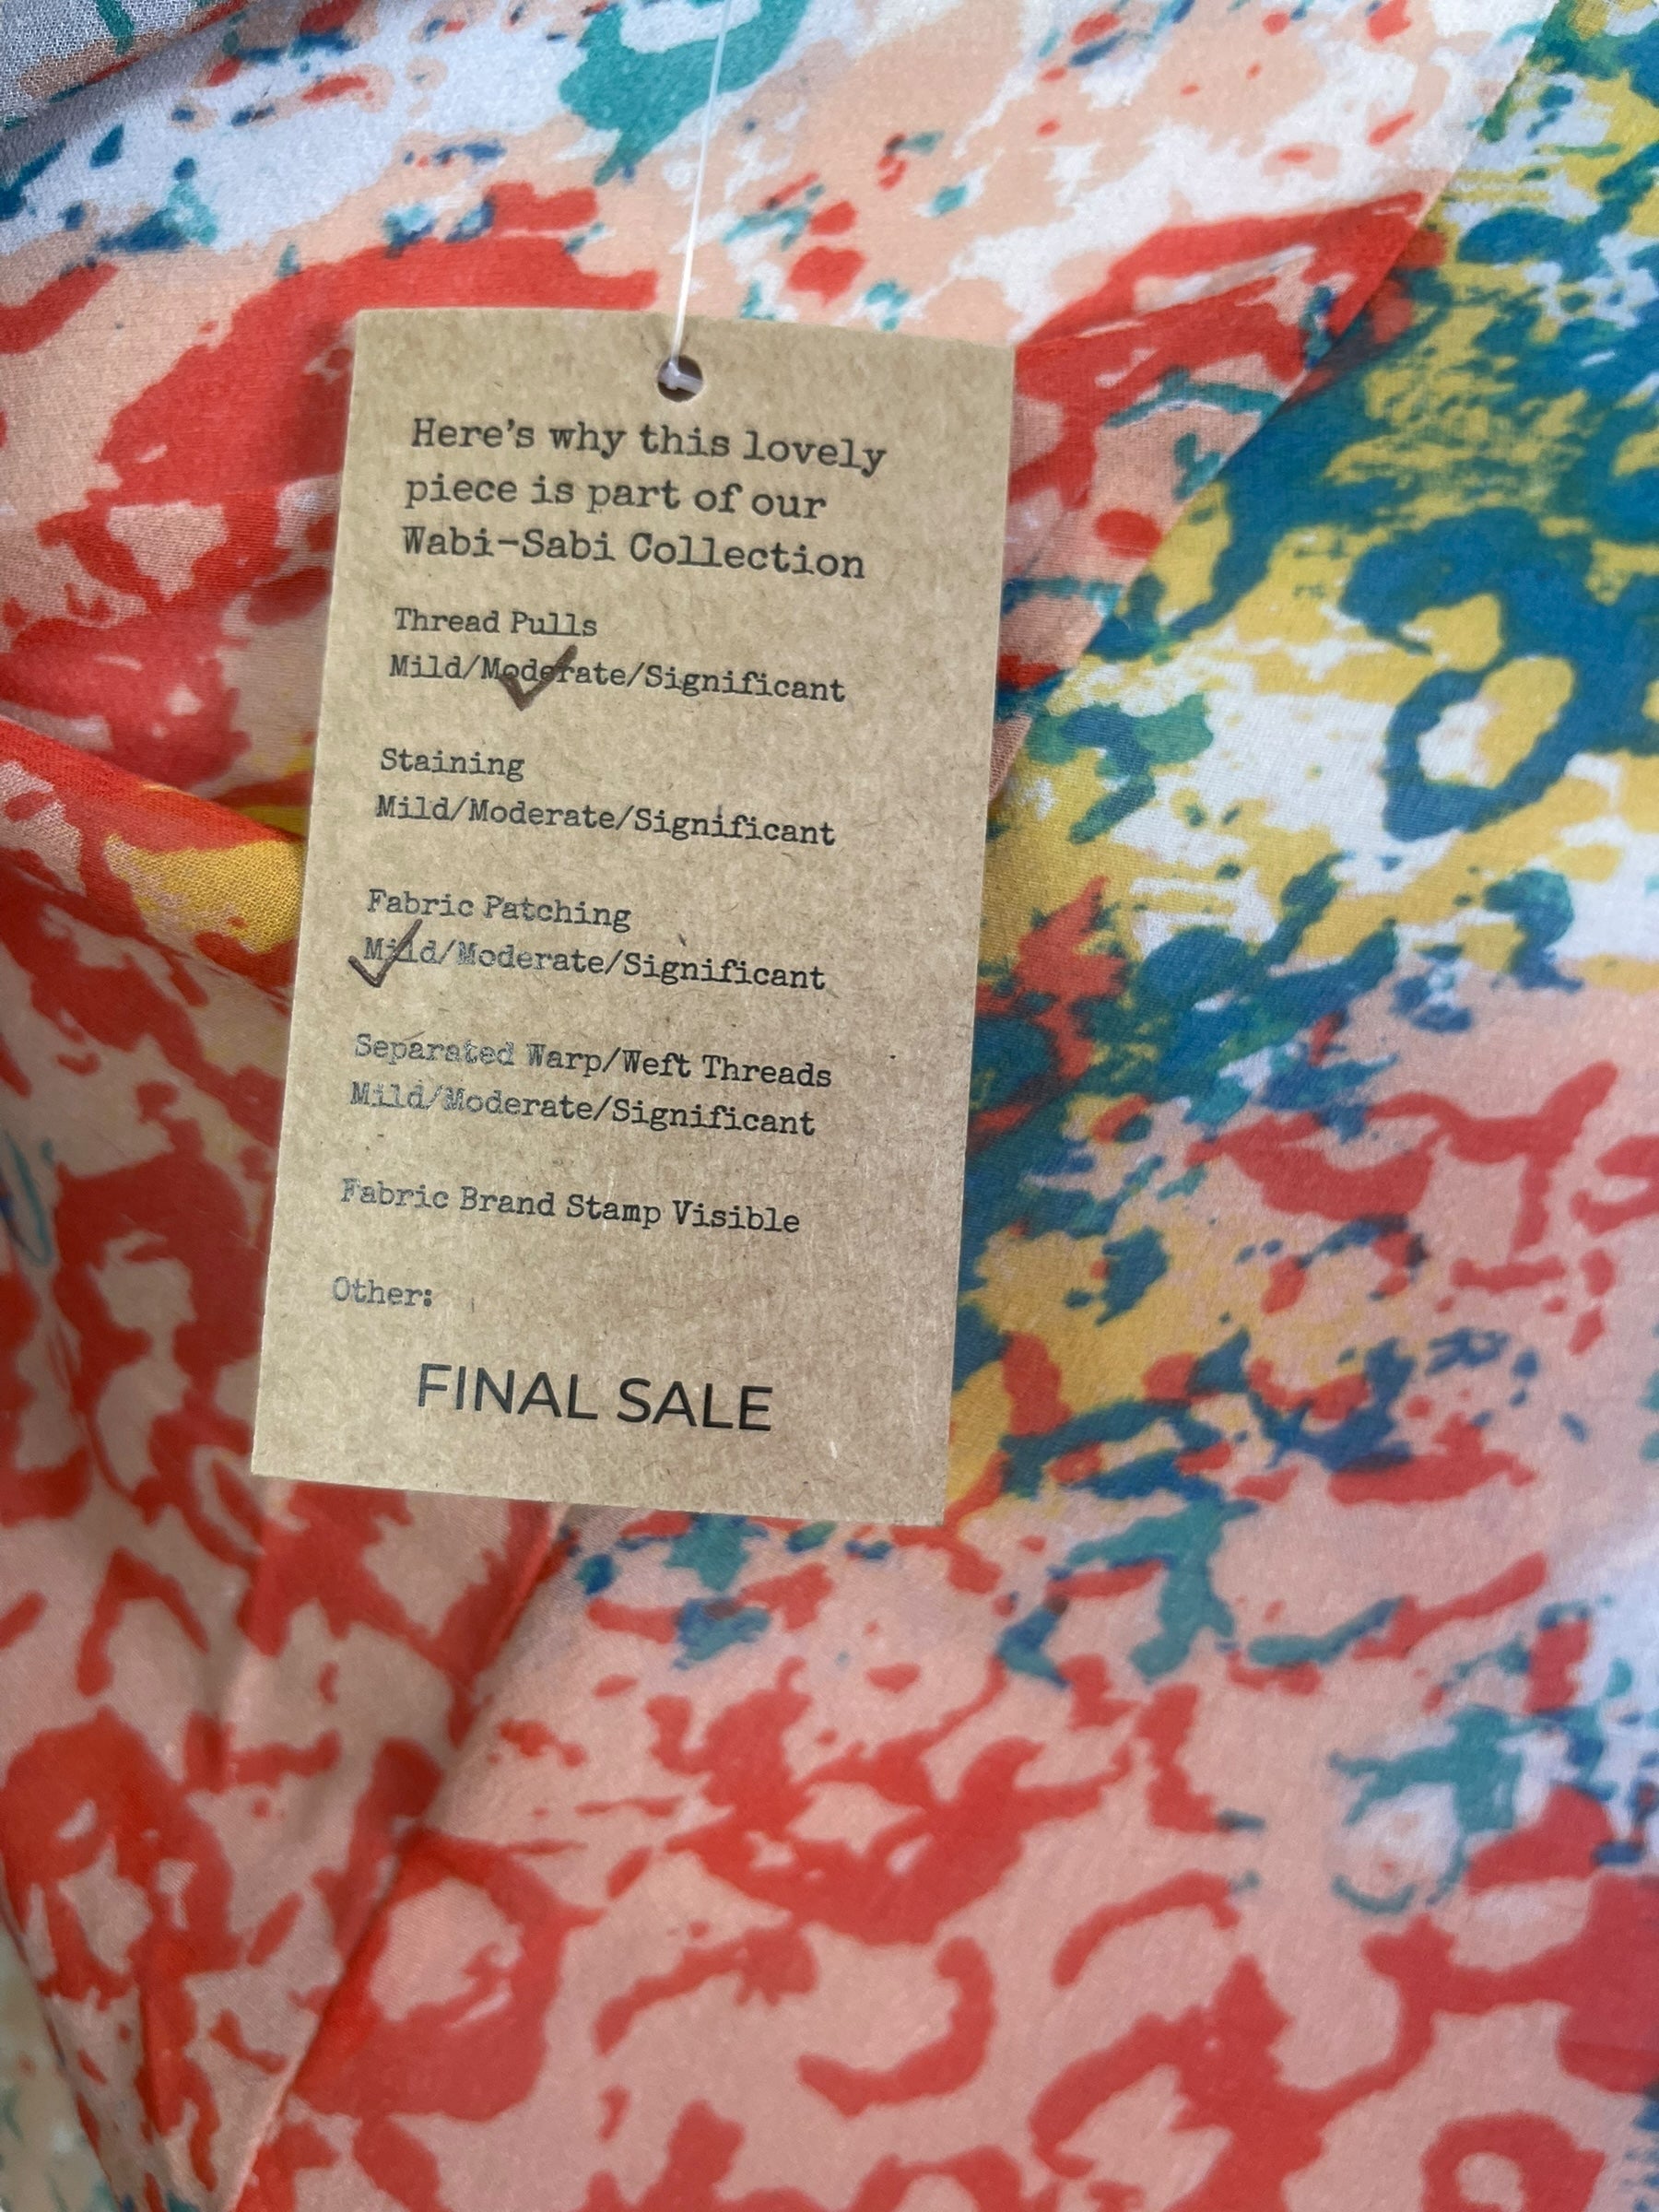 Here's why this lovely
piece is part of our
Wabi-Sabi Collection
Thread Pulls
Mild/Moderate/Significant
Staining
Mild/Moderate/Significant
Fabric Patching
Mild/Moderate/Significant
Separated Warp/Weft Threads
Mild/Moderate/Significant
Fabric Brand Stamp Visible
Other:
FINAL SALE